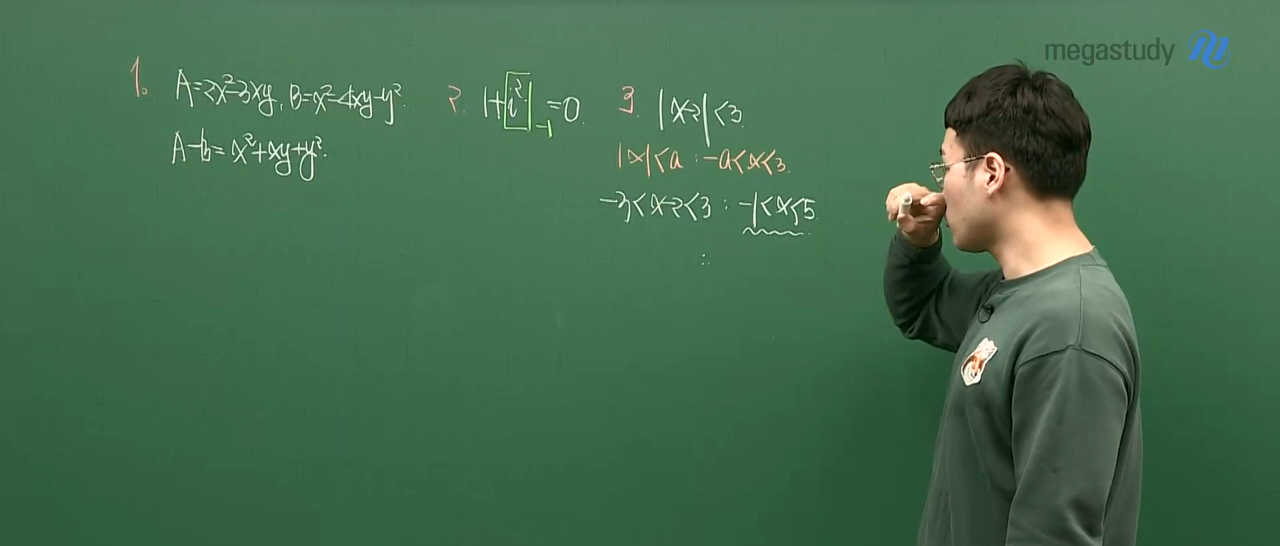 megastudy
1. A=2x²-3xy, B=x²-4xy-y²
A-b=x²+xy+y².
2. 1+i² =0
-1
3. |x-2|<3
|x|<a : -a<x<3.
-3<x-2<3 : -1<x<5.
: